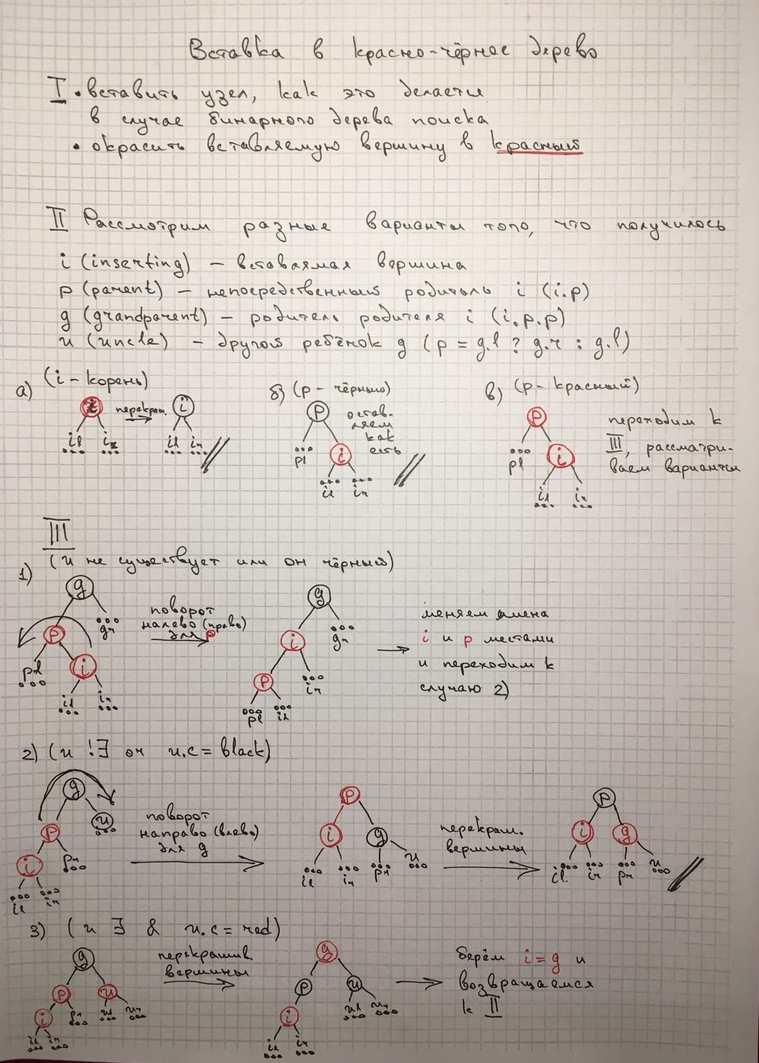 Вставка в красно-чёрное дерево
I • вставить узел, как это делается
в случае бинарного дерева поиска
• окрасить вставляемую вершину в красный
II Рассмотрим разные варианты того, что получилось
i (inserting) – вставляемая вершина
p (parent) – непосредственный родитель i (i.p)
g (grandparent) – родитель родителя i (i.p.p)
u (uncle) – другой ребёнок g (p = g.l ? g.r : g.l)
а) (i – корень)
i перекраш. i
il ir il ir
б) (p – чёрный)
p остав-
ляем
как
есть
pl i
il ir
в) (p – красный)
p переходим к
III, рассматри-
ваем варианты
pl i
il ir
III
1) (u не существует или он чёрный)
g поворот g
налево (право)
для p
p gr i gr
pl i p ir
il ir pl il
меняем имена
i и p местами
и переходим к
случаю 2)
2) (u !∃ or u.c = black)
g поворот p перекраш. p
направо (влево) вершины
для g
p u i g i g
i pr il ir pr u il ir pr u
il ir
3) (u ∃ & u.c = red)
g перекрашив. g
вершины
p u p u
i pr ul ur i ul ur
il ir il ir
берём i = g и
возвращаемся
к II